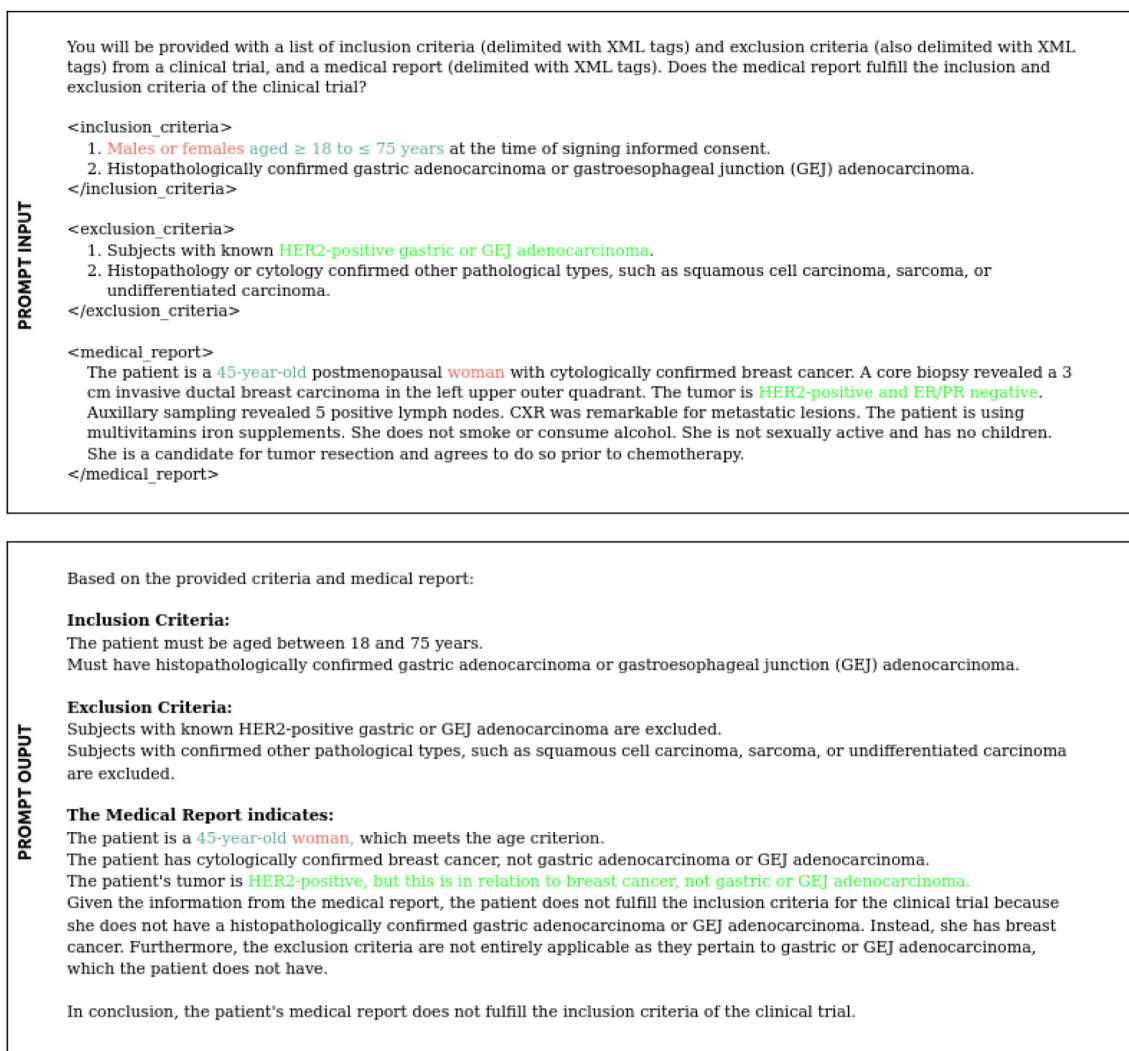 PROMPT INPUT
You will be provided with a list of inclusion criteria (delimited with XML tags) and exclusion criteria (also delimited with XML
tags) from a clinical trial, and a medical report (delimited with XML tags). Does the medical report fulfill the inclusion and
exclusion criteria of the clinical trial?
<inclusion_criteria>
1. Males or females aged ≥ 18 to ≤ 75 years at the time of signing informed consent.
2. Histopathologically confirmed gastric adenocarcinoma or gastroesophageal junction (GEJ) adenocarcinoma.
</inclusion_criteria>
<exclusion_criteria>
1. Subjects with known HER2-positive gastric or GEJ adenocarcinoma.
2. Histopathology or cytology confirmed other pathological types, such as squamous cell carcinoma, sarcoma, or
undifferentiated carcinoma.
</exclusion_criteria>
<medical_report>
The patient is a 45-year-old postmenopausal woman with cytologically confirmed breast cancer. A core biopsy revealed a 3
cm invasive ductal breast carcinoma in the left upper outer quadrant. The tumor is HER2-positive and ER/PR negative.
Auxillary sampling revealed 5 positive lymph nodes. CXR was remarkable for metastatic lesions. The patient is using
multivitamins iron supplements. She does not smoke or consume alcohol. She is not sexually active and has no children.
She is a candidate for tumor resection and agrees to do so prior to chemotherapy.
</medical_report>
PROMPT OUPUT
Based on the provided criteria and medical report:
Inclusion Criteria:
The patient must be aged between 18 and 75 years.
Must have histopathologically confirmed gastric adenocarcinoma or gastroesophageal junction (GEJ) adenocarcinoma.
Exclusion Criteria:
Subjects with known HER2-positive gastric or GEJ adenocarcinoma are excluded.
Subjects with confirmed other pathological types, such as squamous cell carcinoma, sarcoma, or undifferentiated carcinoma
are excluded.
The Medical Report indicates:
The patient is a 45-year-old woman, which meets the age criterion.
The patient has cytologically confirmed breast cancer, not gastric adenocarcinoma or GEJ adenocarcinoma.
The patient's tumor is HER2-positive, but this is in relation to breast cancer, not gastric or GEJ adenocarcinoma.
Given the information from the medical report, the patient does not fulfill the inclusion criteria for the clinical trial because
she does not have a histopathologically confirmed gastric adenocarcinoma or GEJ adenocarcinoma. Instead, she has breast
cancer. Furthermore, the exclusion criteria are not entirely applicable as they pertain to gastric or GEJ adenocarcinoma,
which the patient does not have.
In conclusion, the patient's medical report does not fulfill the inclusion criteria of the clinical trial.